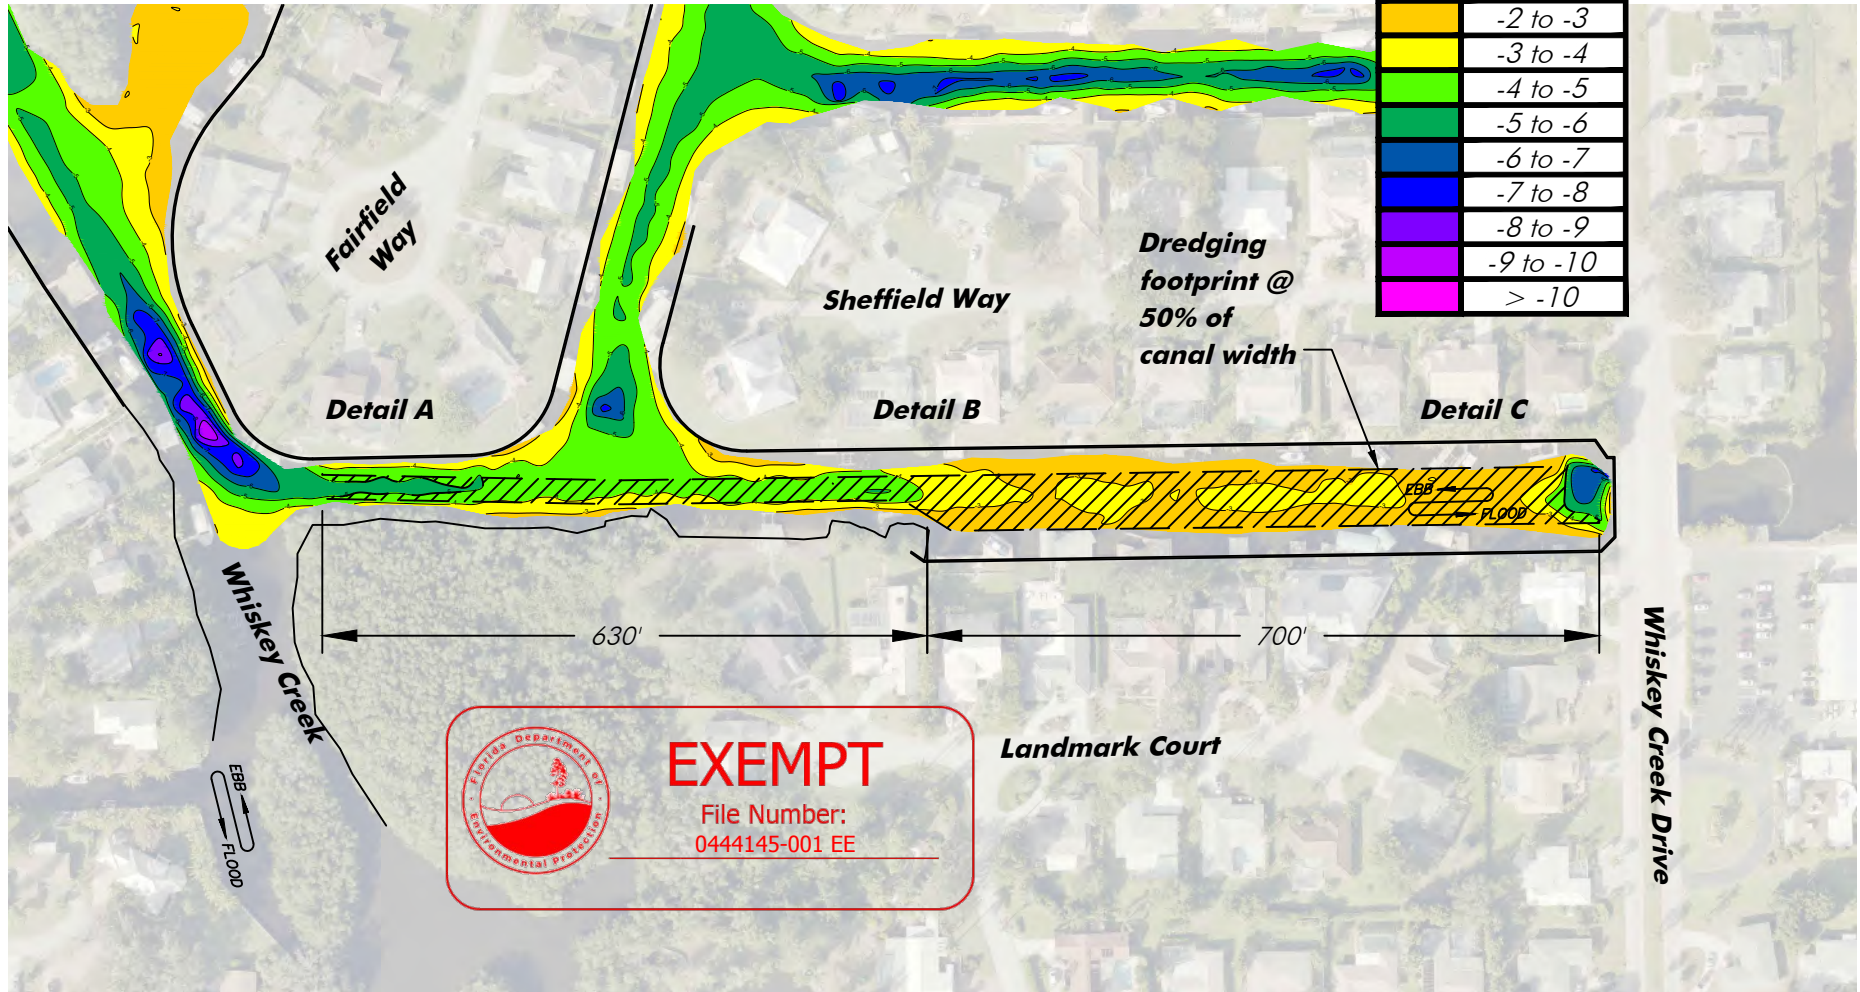 -2 to -3
-3 to -4
-4 to -5
-5 to -6
-6 to -7
-7 to -8
-8 to -9
-9 to -10
> -10
Fairfield
Way
Sheffield Way
Dredging
footprint @
50% of
canal width
Detail A
Detail B
Detail C
EBB
FLOOD
630'
700'
Whiskey Creek
Whiskey Creek Drive
Landmark Court
EBB
FLOOD
Florida Department of
Environmental Protection
EXEMPT
File Number:
0444145-001 EE